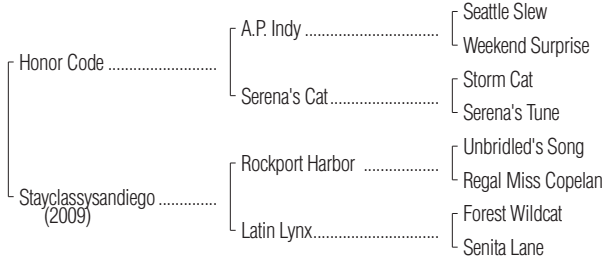 Seattle Slew
A.P. Indy ..............................
Weekend Surprise
Honor Code ........................
Storm Cat
Serena's Cat........................
Serena's Tune
Unbridled's Song
Rockport Harbor .................
Regal Miss Copelan
Stayclassysandiego .............
(2009)
Forest Wildcat
Latin Lynx............................
Senita Lane